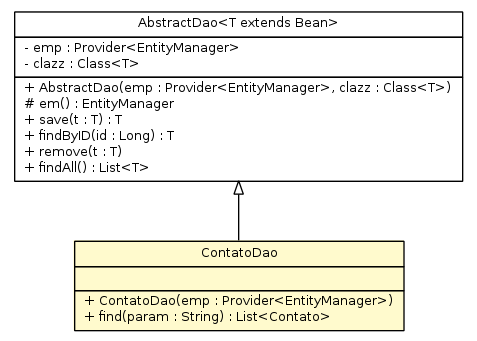 AbstractDao<T extends Bean>
- emp : Provider<EntityManager>
- clazz : Class<T>
+ AbstractDao(emp : Provider<EntityManager>, clazz : Class<T>)
# em() : EntityManager
+ save(t : T) : T
+ findByID(id : Long) : T
+ remove(t : T)
+ findAll() : List<T>
ContatoDao
+ ContatoDao(emp : Provider<EntityManager>)
+ find(param : String) : List<Contato>